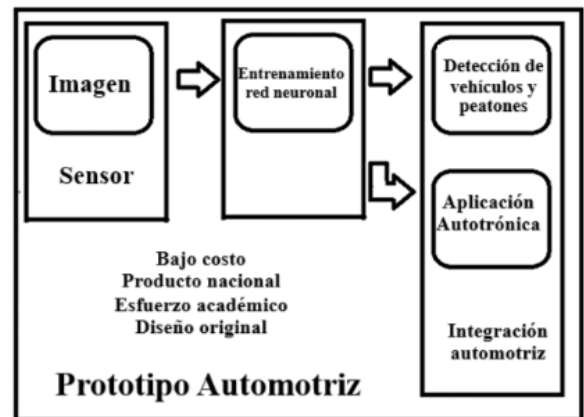 Imagen
Sensor
Entrenamiento
red neuronal
Detección de
vehículos y
peatones
Aplicación
Autotrónica
Integración
automotriz
Bajo costo
Producto nacional
Esfuerzo académico
Diseño original
Prototipo Automotriz